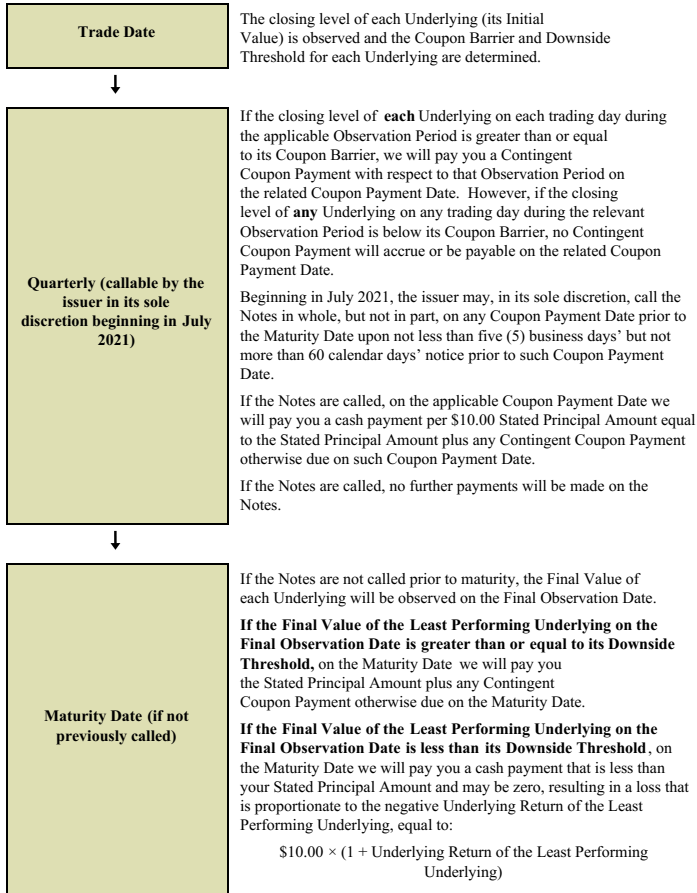 Trade Date
The closing level of each Underlying (its Initial
Value) is observed and the Coupon Barrier and Downside
Threshold for each Underlying are determined.
Quarterly (callable by the
issuer in its sole
discretion beginning in July
2021)
If the closing level of each Underlying on each trading day during
the applicable Observation Period is greater than or equal
to its Coupon Barrier, we will pay you a Contingent
Coupon Payment with respect to that Observation Period on
the related Coupon Payment Date. However, if the closing
level of any Underlying on any trading day during the relevant
Observation Period is below its Coupon Barrier, no Contingent
Coupon Payment will accrue or be payable on the related Coupon
Payment Date.
Beginning in July 2021, the issuer may, in its sole discretion, call the
Notes in whole, but not in part, on any Coupon Payment Date prior to
the Maturity Date upon not less than five (5) business days’ but not
more than 60 calendar days’ notice prior to such Coupon Payment
Date.
If the Notes are called, on the applicable Coupon Payment Date we
will pay you a cash payment per $10.00 Stated Principal Amount equal
to the Stated Principal Amount plus any Contingent Coupon Payment
otherwise due on such Coupon Payment Date.
If the Notes are called, no further payments will be made on the
Notes.
Maturity Date (if not
previously called)
If the Notes are not called prior to maturity, the Final Value of
each Underlying will be observed on the Final Observation Date.
If the Final Value of the Least Performing Underlying on the
Final Observation Date is greater than or equal to its Downside
Threshold, on the Maturity Date we will pay you
the Stated Principal Amount plus any Contingent
Coupon Payment otherwise due on the Maturity Date.
If the Final Value of the Least Performing Underlying on the
Final Observation Date is less than its Downside Threshold, on
the Maturity Date we will pay you a cash payment that is less than
your Stated Principal Amount and may be zero, resulting in a loss that
is proportionate to the negative Underlying Return of the Least
Performing Underlying, equal to:
$10.00 × (1 + Underlying Return of the Least Performing
Underlying)